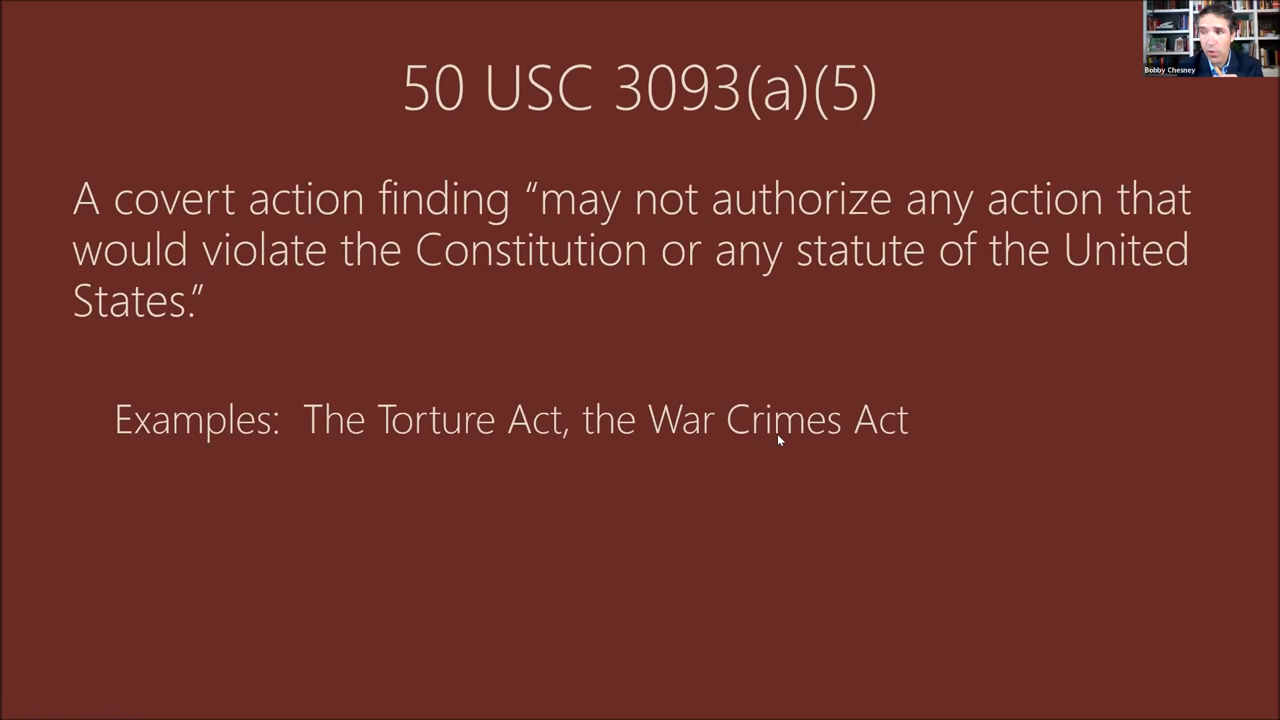 Bobby Chesney
50 USC 3093(a)(5)
A covert action finding “may not authorize any action that
would violate the Constitution or any statute of the United
States.”
Examples:  The Torture Act, the War Crimes Act